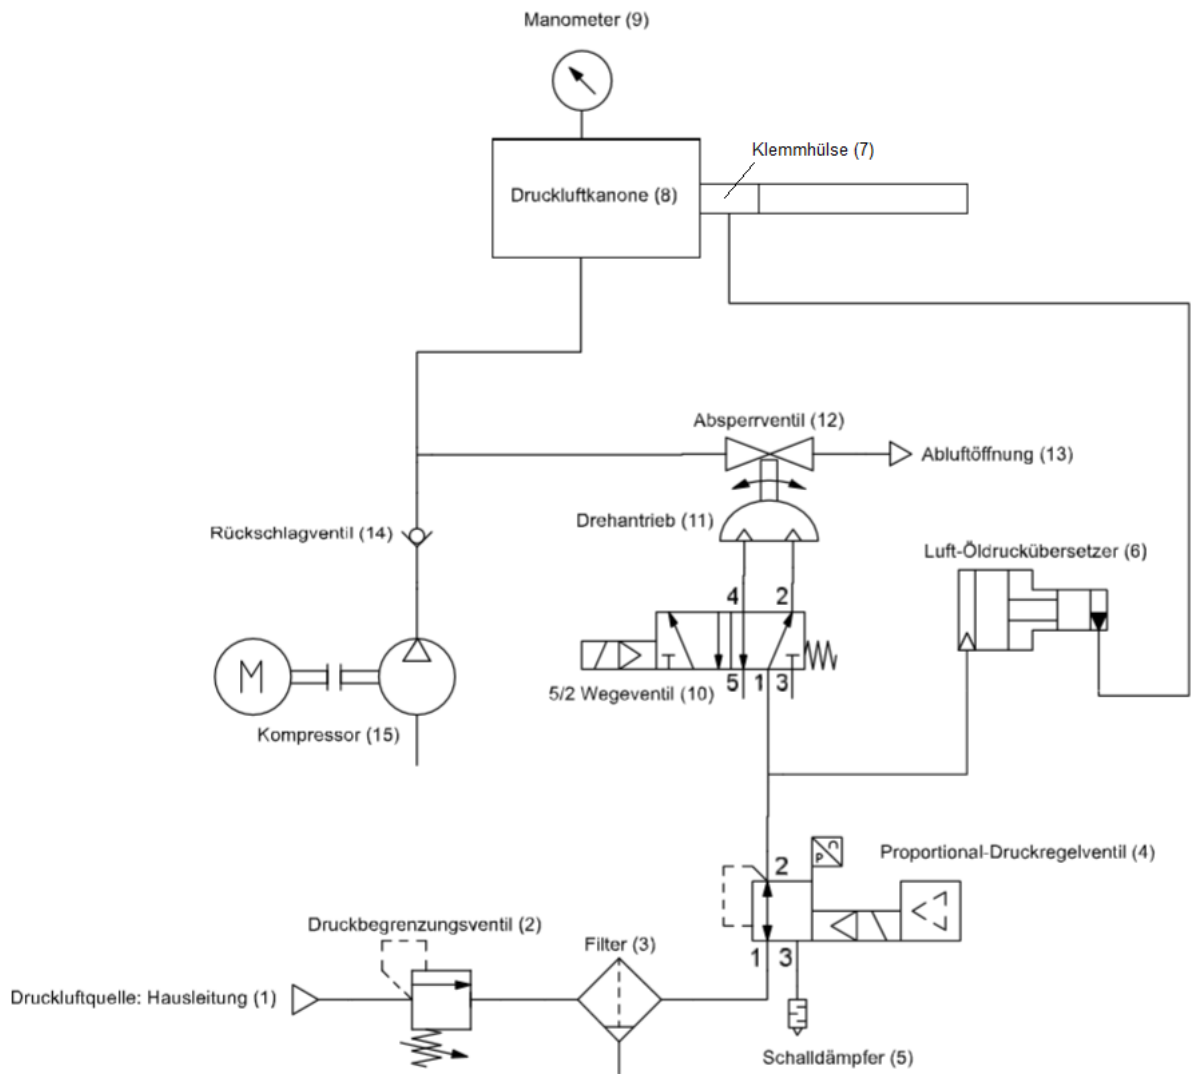 Manometer (9)
Klemmhülse (7)
Druckluftkanone (8)
Absperrventil (12)
Abluftöffnung (13)
Drehantrieb (11)
Rückschlagventil (14)
Luft-Öldruckübersetzer (6)
4 2
M
5 1 3
5/2 Wegeventil (10)
Kompressor (15)
Proportional-Druckregelventil (4)
p
2
Druckbegrenzungsventil (2)
Filter (3)
1 3
Druckluftquelle: Hausleitung (1)
Schalldämpfer (5)